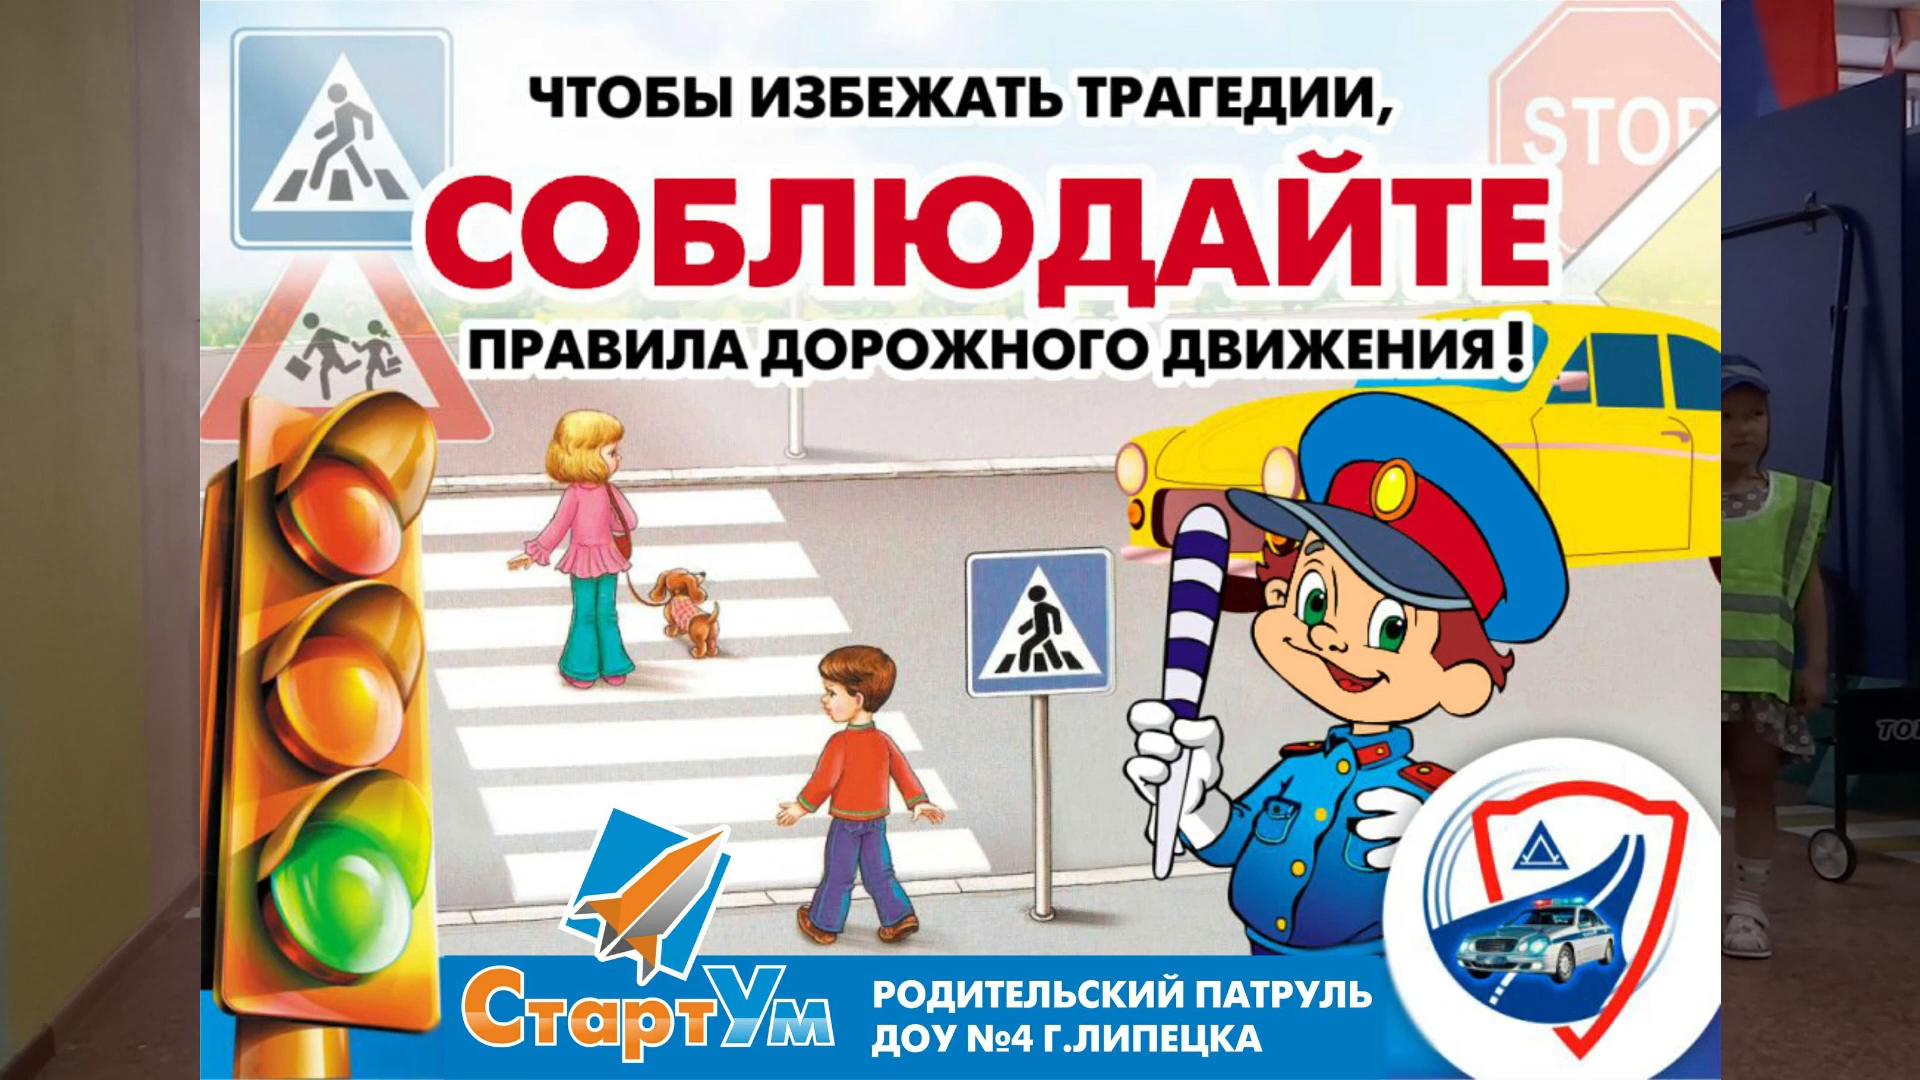 ЧТОБЫ ИЗБЕЖАТЬ ТРАГЕДИИ,
STOP
СОБЛЮДАЙТЕ
ПРАВИЛА ДОРОЖНОГО ДВИЖЕНИЯ!
СтартУм
РОДИТЕЛЬСКИЙ ПАТРУЛЬ
ДОУ №4 Г.ЛИПЕЦКА